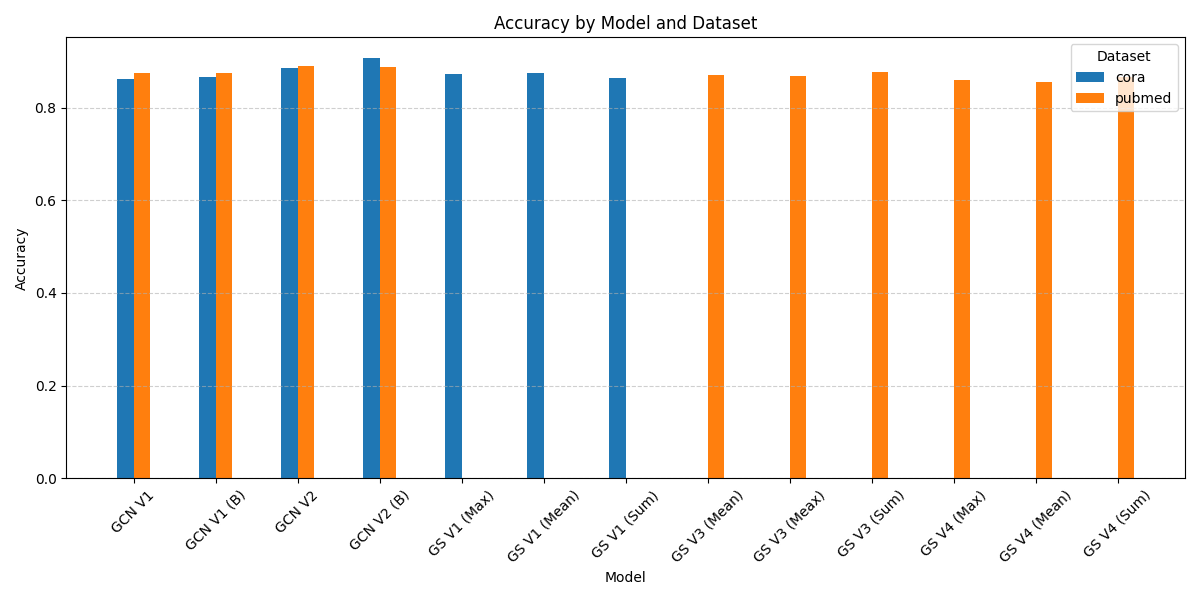 Accuracy by Model and Dataset
Dataset
cora
pubmed
Accuracy
0.8
0.6
0.4
0.2
0.0
GCN V1
GCN V1 (B)
GCN V2
GCN V2 (B)
GS V1 (Max)
GS V1 (Mean)
GS V1 (Sum)
GS V3 (Mean)
GS V3 (Meax)
GS V3 (Sum)
GS V4 (Max)
GS V4 (Mean)
GS V4 (Sum)
Model